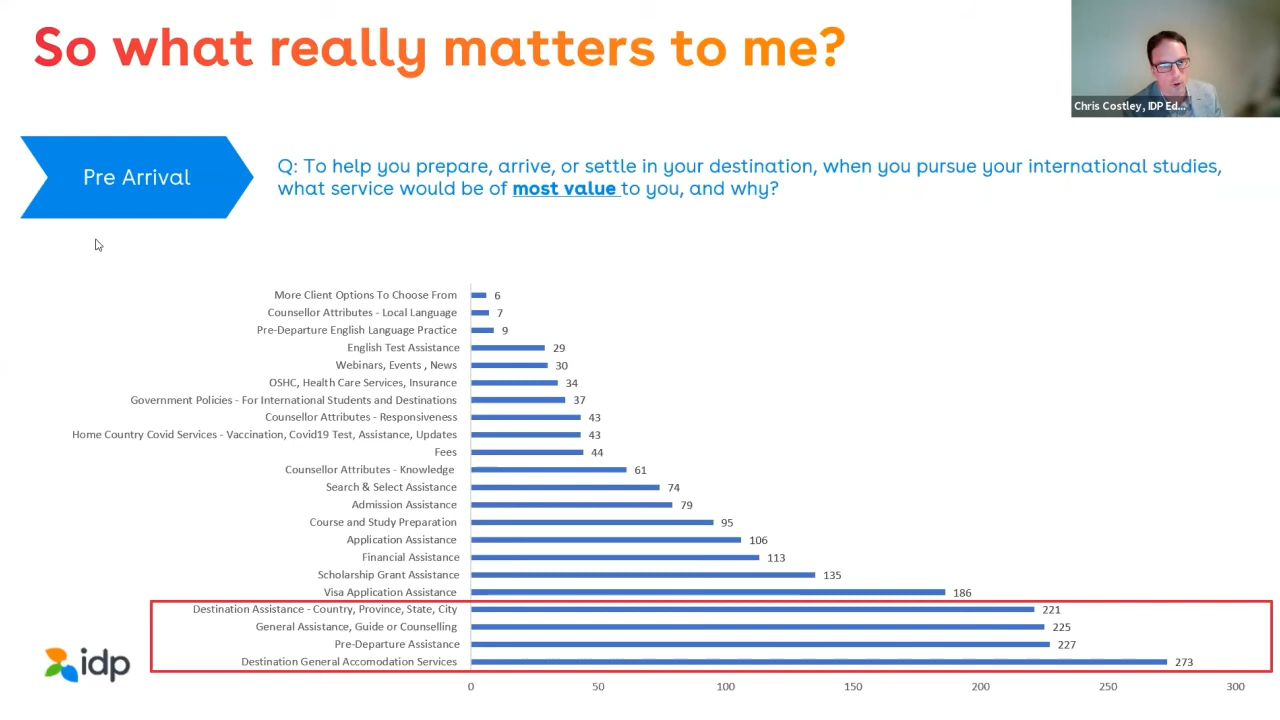 So what really matters to me?
Chris Costley, IDP Ed...
Pre Arrival
Q: To help you prepare, arrive, or settle in your destination, when you pursue your international studies,
what service would be of most value to you, and why?
More Client Options To Choose From 6
Counsellor Attributes - Local Language 7
Pre-Departure English Language Practice 9
English Test Assistance 29
Webinars, Events , News 30
OSHC, Health Care Services, Insurance 34
Government Policies - For International Students and Destinations 37
Counsellor Attributes - Responsiveness 43
Home Country Covid Services - Vaccination, Covid19 Test, Assistance, Updates 43
Fees 44
Counsellor Attributes - Knowledge 61
Search & Select Assistance 74
Admission Assistance 79
Course and Study Preparation 95
Application Assistance 106
Financial Assistance 113
Scholarship Grant Assistance 135
Visa Application Assistance 186
Destination Assistance - Country, Province, State, City 221
General Assistance, Guide or Counselling 225
Pre-Departure Assistance 227
Destination General Accomodation Services 273
idp
0 50 100 150 200 250 300